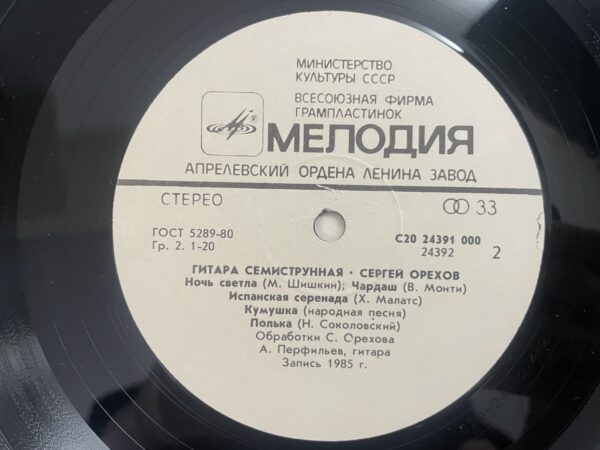 МИНИСТЕРСТВО
КУЛЬТУРЫ СССР
ВСЕСОЮЗНАЯ ФИРМА
ГРАМПЛАСТИНОК
® МЕЛОДИЯ
АПРЕЛЕВСКИЙ ОРДЕНА ЛЕНИНА ЗАВОД
СТЕРЕО 33
ГОСТ 5289-80 С20 24391 000
Гр. 2. 1-20 24392 2
ГИТАРА СЕМИСТРУННАЯ • СЕРГЕЙ ОРЕХОВ
Ночь светла (М. Шишкин); Чардаш (В. Монти)
Испанская серенада (Х. Малатс)
Кумушка (народная песня)
Полька (Н. Соколовский)
Обработки С. Орехова
А. Перфильев, гитара
Запись 1985 г.